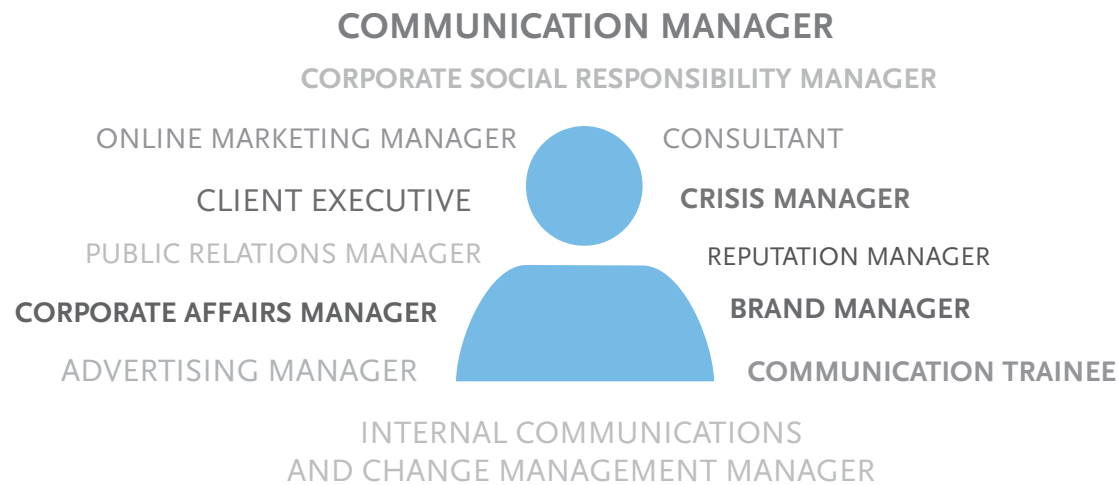 COMMUNICATION MANAGER
CORPORATE SOCIAL RESPONSIBILITY MANAGER
ONLINE MARKETING MANAGER
CONSULTANT
CLIENT EXECUTIVE
CRISIS MANAGER
PUBLIC RELATIONS MANAGER
REPUTATION MANAGER
CORPORATE AFFAIRS MANAGER
BRAND MANAGER
ADVERTISING MANAGER
COMMUNICATION TRAINEE
INTERNAL COMMUNICATIONS
AND CHANGE MANAGEMENT MANAGER